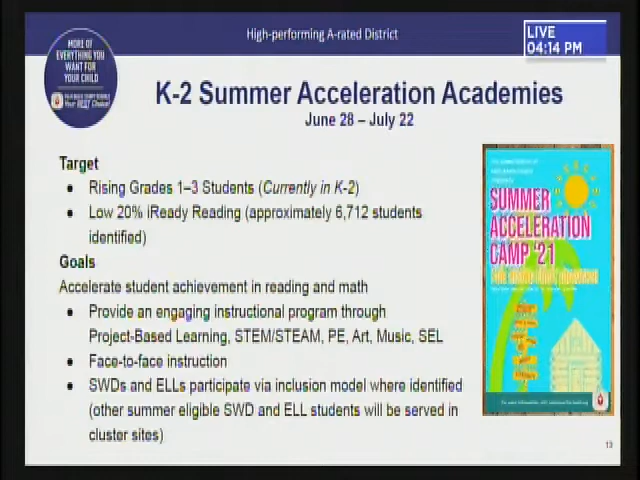 High-performing A-rated District
LIVE
04:14 PM
MORE OF
EVERYTHING YOU
WANT FOR
YOUR CHILD
Your BEST Choice!
K-2 Summer Acceleration Academies
June 28 – July 22
Target
● Rising Grades 1–3 Students (Currently in K-2)
● Low 20% iReady Reading (approximately 6,712 students
identified)
Goals
Accelerate student achievement in reading and math
● Provide an engaging instructional program through
Project-Based Learning, STEM/STEAM, PE, Art, Music, SEL
● Face-to-face instruction
● SWDs and ELLs participate via inclusion model where identified
(other summer eligible SWD and ELL students will be served in
cluster sites)
SUMMER
ACCELERATION
CAMP '21
13